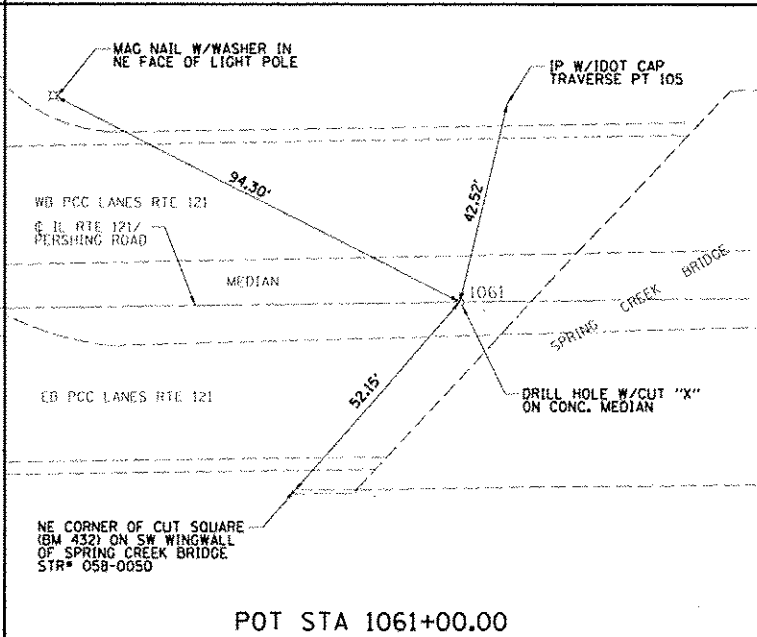 MAG NAIL W/WASHER IN
NE FACE OF LIGHT POLE
IP W/IDOT CAP
TRAVERSE PT 105
94.30'
42.52'
WB PCC LANES RTE 121
℄ IL RTE 121/
PERSHING ROAD
MEDIAN
1061
SPRING CREEK BRIDGE
52.15'
EB PCC LANES RTE 121
DRILL HOLE W/CUT "X"
ON CONC. MEDIAN
NE CORNER OF CUT SQUARE
(BM 432) ON SW WINGWALL
OF SPRING CREEK BRIDGE
STR# 058-0050
POT STA 1061+00.00